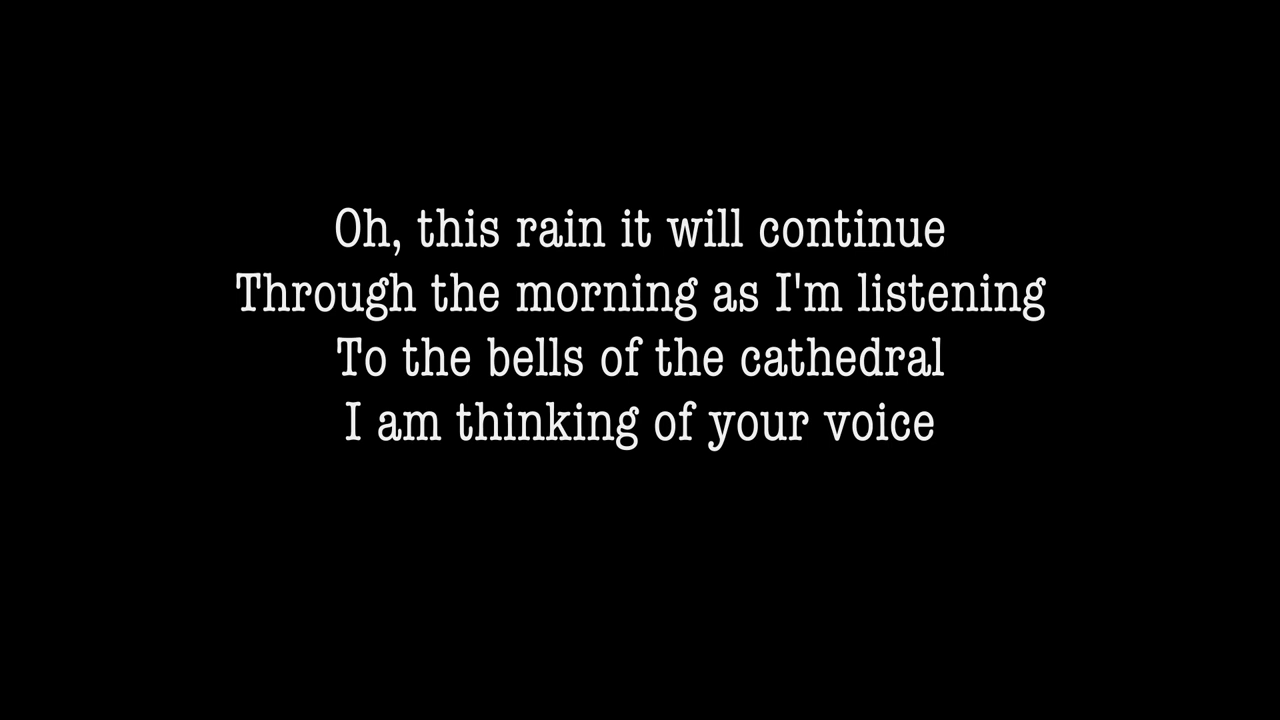 Oh, this rain it will continue
Through the morning as I'm listening
To the bells of the cathedral
I am thinking of your voice